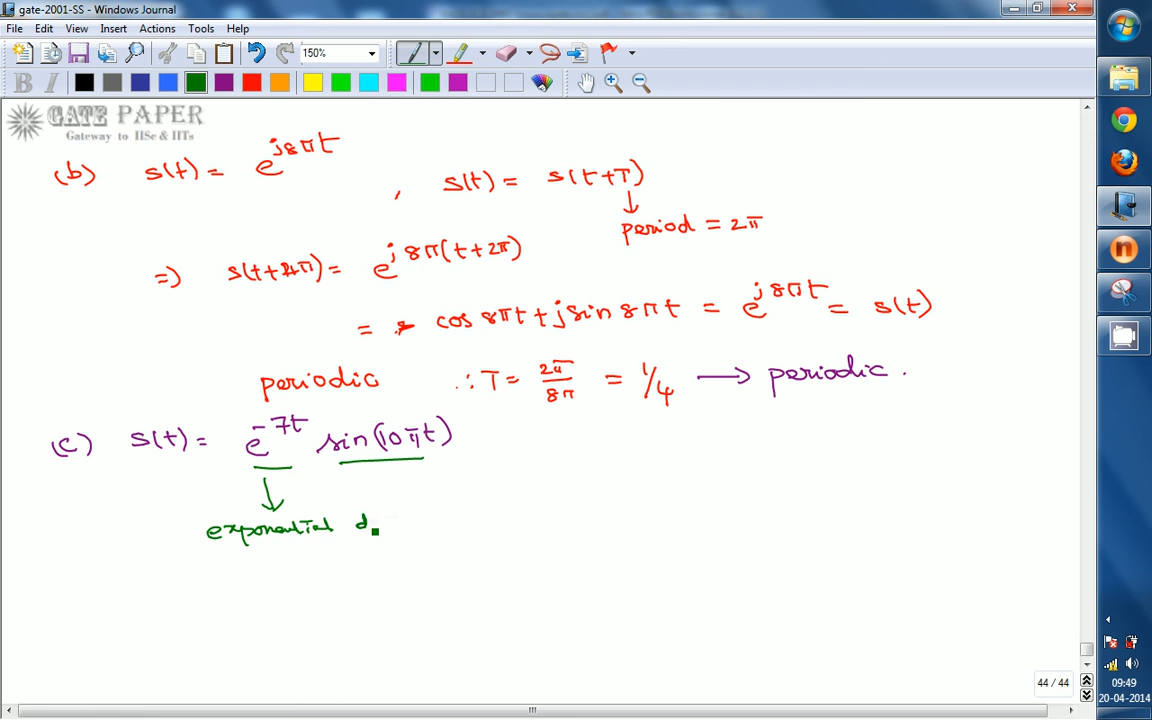 gate-2001-SS - Windows Journal
File Edit View Insert Actions Tools Help
150%
GATE PAPER
Gateway to IISc & IITs
(b) s(t) = e^{j8πt} , s(t) = s(t+T)
period = 2π
=) s(t+2π) = e^{j8π(t+2π)}
= cos 8πt + j sin 8πt = e^{j8πt} = s(t)
periodic ∴ T = 2π/8π = 1/4 → periodic .
(c) s(t) = e^{-7t} sin(10πt)
exponential d
44 / 44
09:49
20-04-2014